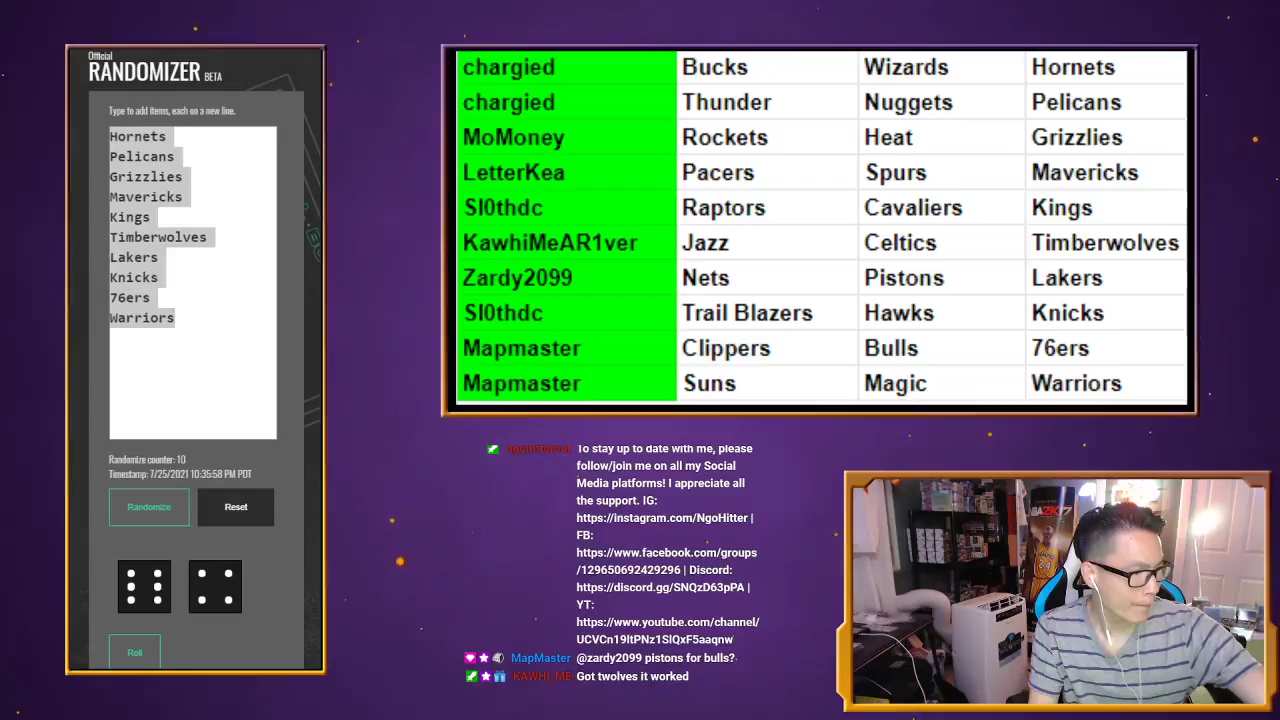 Official
RANDOMIZER BETA
Type to add items, each on a new line.
Hornets
Pelicans
Grizzlies
Mavericks
Kings
Timberwolves
Lakers
Knicks
76ers
Warriors
Randomize counter: 10
Timestamp: 7/25/2021 10:35:58 PM PDT
Randomize Reset
Roll
chargied Bucks Wizards Hornets
chargied Thunder Nuggets Pelicans
MoMoney Rockets Heat Grizzlies
LetterKea Pacers Spurs Mavericks
Sl0thdc Raptors Cavaliers Kings
KawhiMeAR1ver Jazz Celtics Timberwolves
Zardy2099 Nets Pistons Lakers
Sl0thdc Trail Blazers Hawks Knicks
Mapmaster Clippers Bulls 76ers
Mapmaster Suns Magic Warriors
To stay up to date with me, please
follow/join me on all my Social
Media platforms! I appreciate all
the support. IG:
https://instagram.com/NgoHitter |
FB:
https://www.facebook.com/groups
/129650692429296 | Discord:
https://discord.gg/SNQzD63pPA |
YT:
https://www.youtube.com/channel/
UCVCn19ltPNz1SlQxF5aaqnw
MapMaster @zardy2099 pistons for bulls?
KAWHI_ME Got twolves it worked
24